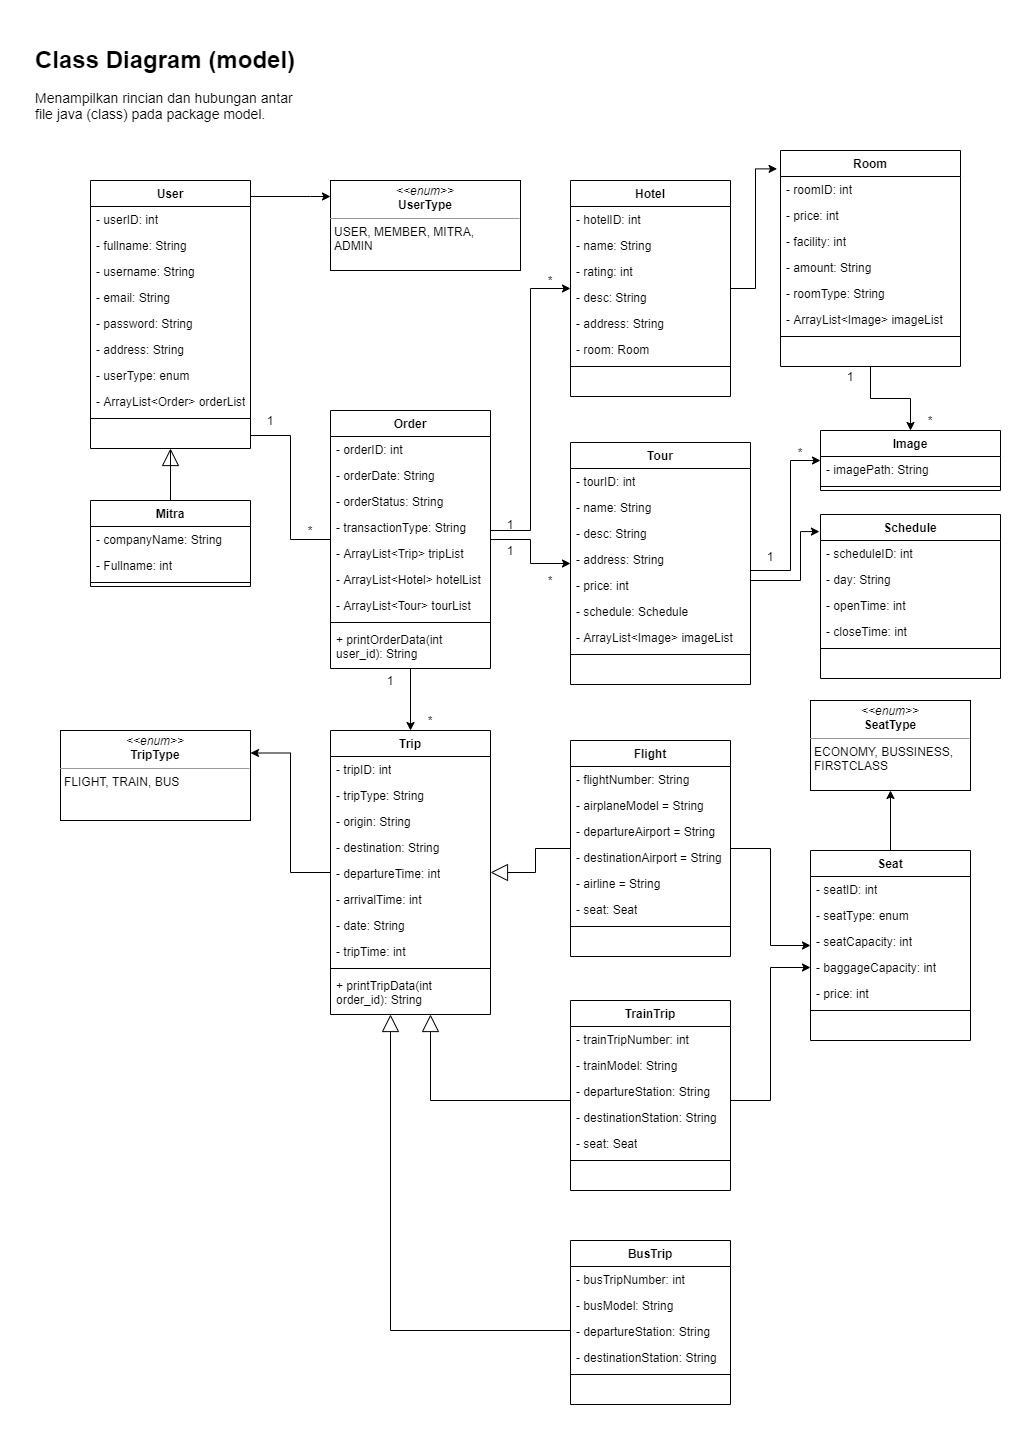 Class Diagram (model)
Menampilkan rincian dan hubungan antar
file java (class) pada package model.
User
- userID: int
- fullname: String
- username: String
- email: String
- password: String
- address: String
- userType: enum
- ArrayList<Order> orderList
<<enum>>
UserType
USER, MEMBER, MITRA,
ADMIN
Hotel
- hotelID: int
- name: String
- rating: int
- desc: String
- address: String
- room: Room
Room
- roomID: int
- price: int
- facility: int
- amount: String
- roomType: String
- ArrayList<Image> imageList
1
*
*
1
*
Mitra
- companyName: String
- Fullname: int
Order
- orderID: int
- orderDate: String
- orderStatus: String
- transactionType: String
- ArrayList<Trip> tripList
- ArrayList<Hotel> hotelList
- ArrayList<Tour> tourList
+ printOrderData(int
user_id): String
1
1
*
Tour
- tourID: int
- name: String
- desc: String
- address: String
- price: int
- schedule: Schedule
- ArrayList<Image> imageList
*
1
Image
- imagePath: String
Schedule
- scheduleID: int
- day: String
- openTime: int
- closeTime: int
1
*
<<enum>>
TripType
FLIGHT, TRAIN, BUS
Trip
- tripID: int
- tripType: String
- origin: String
- destination: String
- departureTime: int
- arrivalTime: int
- date: String
- tripTime: int
+ printTripData(int
order_id): String
Flight
- flightNumber: String
- airplaneModel = String
- departureAirport = String
- destinationAirport = String
- airline = String
- seat: Seat
<<enum>>
SeatType
ECONOMY, BUSSINESS,
FIRSTCLASS
Seat
- seatID: int
- seatType: enum
- seatCapacity: int
- baggageCapacity: int
- price: int
TrainTrip
- trainTripNumber: int
- trainModel: String
- departureStation: String
- destinationStation: String
- seat: Seat
BusTrip
- busTripNumber: int
- busModel: String
- departureStation: String
- destinationStation: String